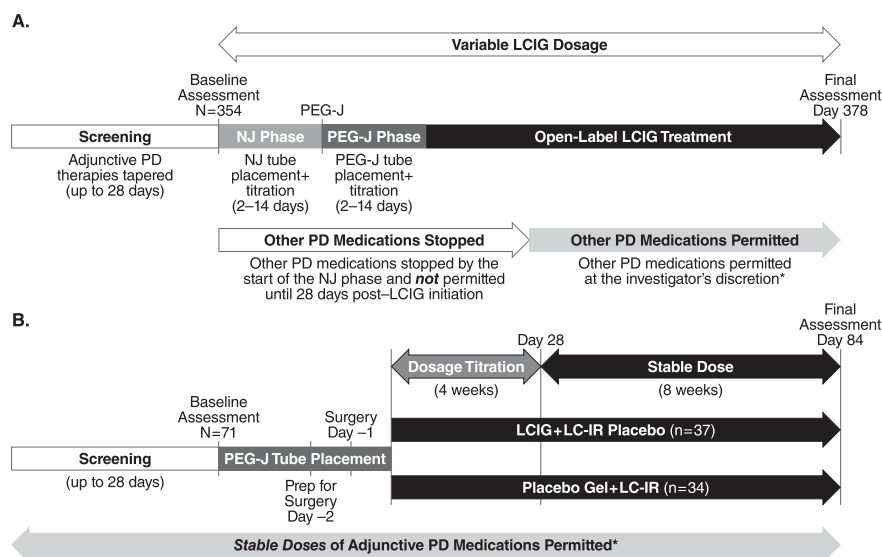 A.
Variable LCIG Dosage
Baseline
Assessment
N=354
PEG-J
Final
Assessment
Day 378
Screening
NJ Phase
PEG-J Phase
Open-Label LCIG Treatment
Adjunctive PD
therapies tapered
(up to 28 days)
NJ tube
placement+
titration
(2–14 days)
PEG-J tube
placement+
titration
(2–14 days)
Other PD Medications Stopped
Other PD Medications Permitted
Other PD medications stopped by the
start of the NJ phase and not permitted
until 28 days post–LCIG initiation
Other PD medications permitted
at the investigator's discretion*
B.
Final
Assessment
Day 84
Day 28
Dosage Titration
Stable Dose
(4 weeks)
(8 weeks)
Baseline
Assessment
N=71
Surgery
Day –1
LCIG+LC-IR Placebo (n=37)
Screening
PEG-J Tube Placement
(up to 28 days)
Prep for
Surgery
Day –2
Placebo Gel+LC-IR (n=34)
Stable Doses of Adjunctive PD Medications Permitted*